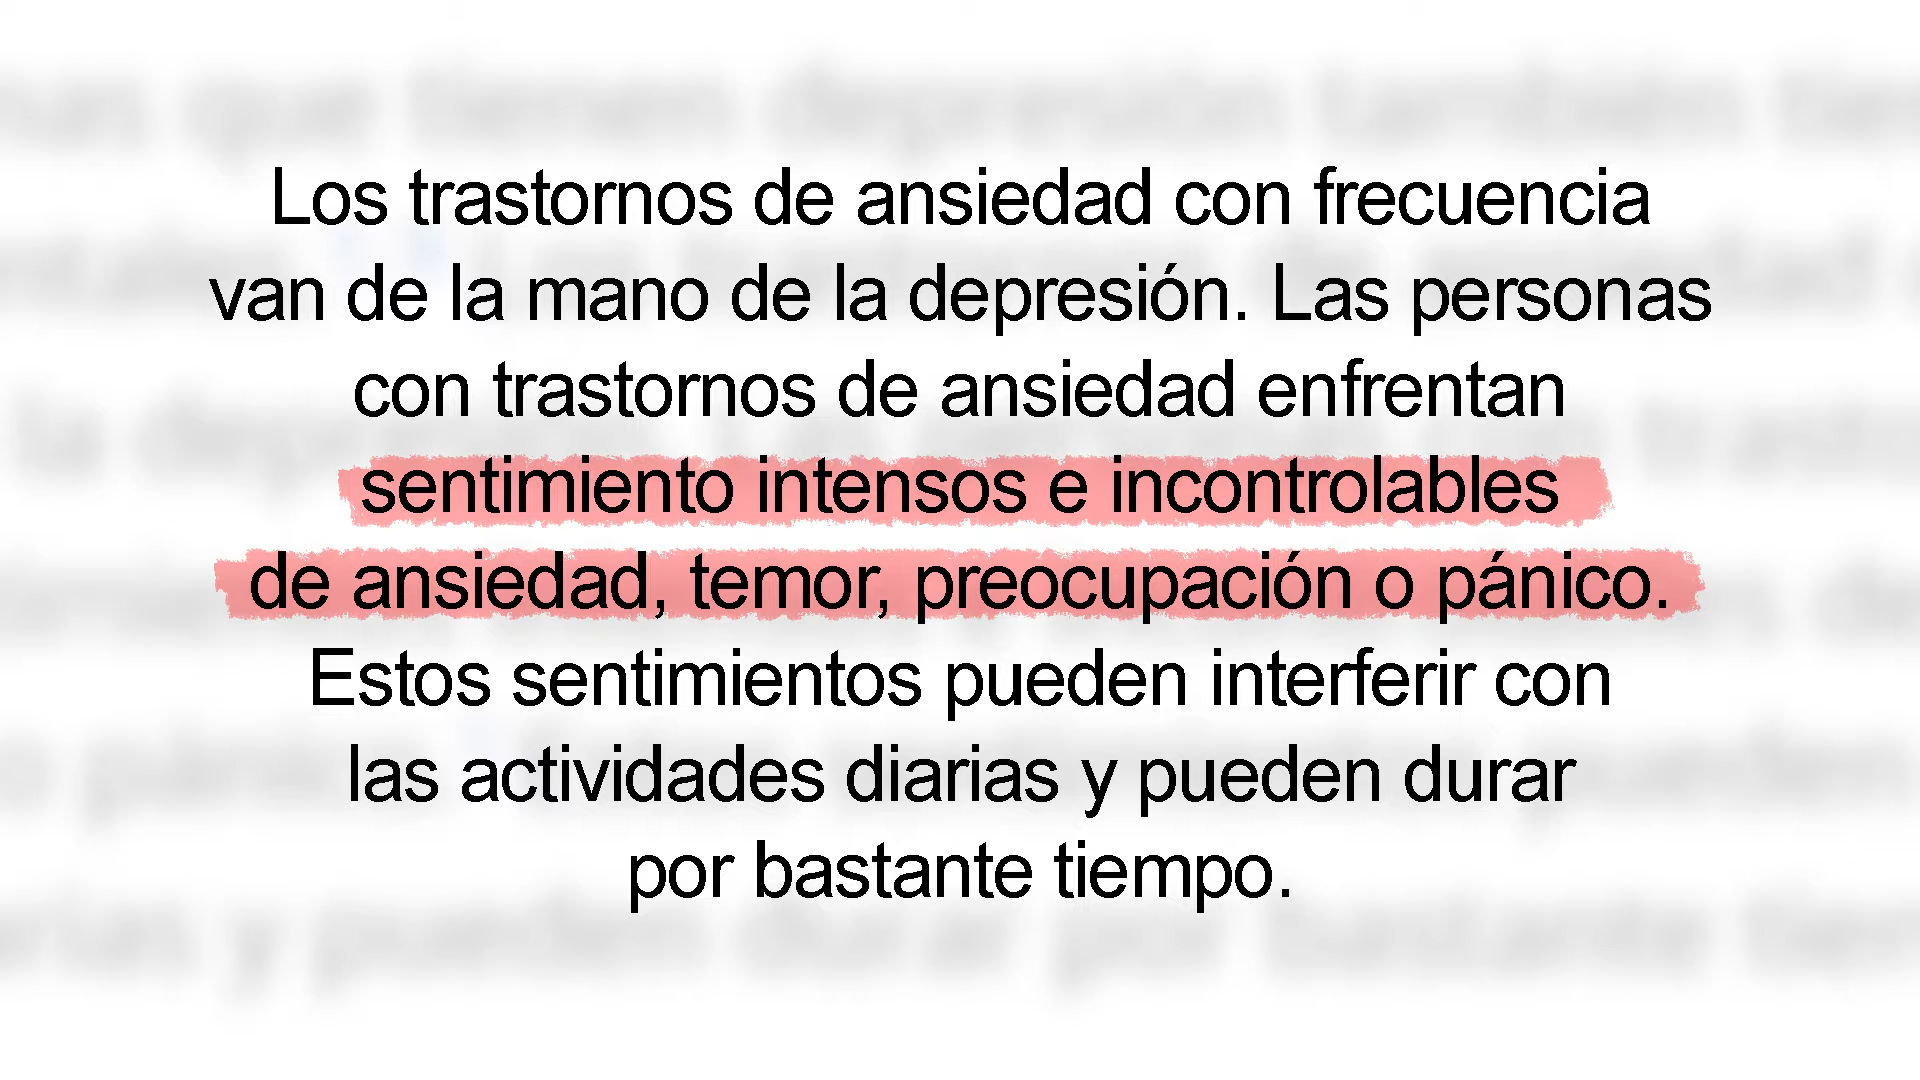 Los trastornos de ansiedad con frecuencia
van de la mano de la depresión. Las personas
con trastornos de ansiedad enfrentan
sentimiento intensos e incontrolables
de ansiedad, temor, preocupación o pánico.
Estos sentimientos pueden interferir con
las actividades diarias y pueden durar
por bastante tiempo.